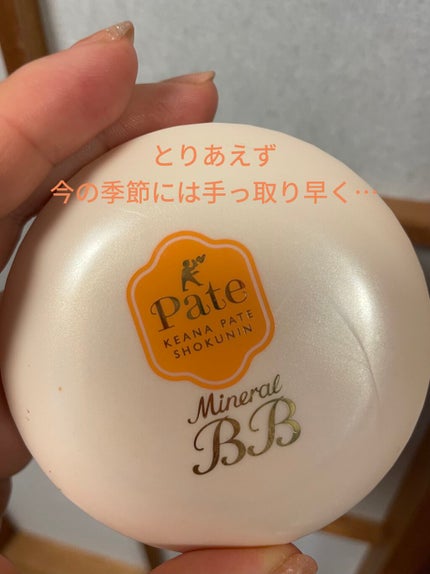 とりあえず
今の季節には手っ取り早く…
Pate
KEANA PATE
SHOKUNIN
Mineral
BB